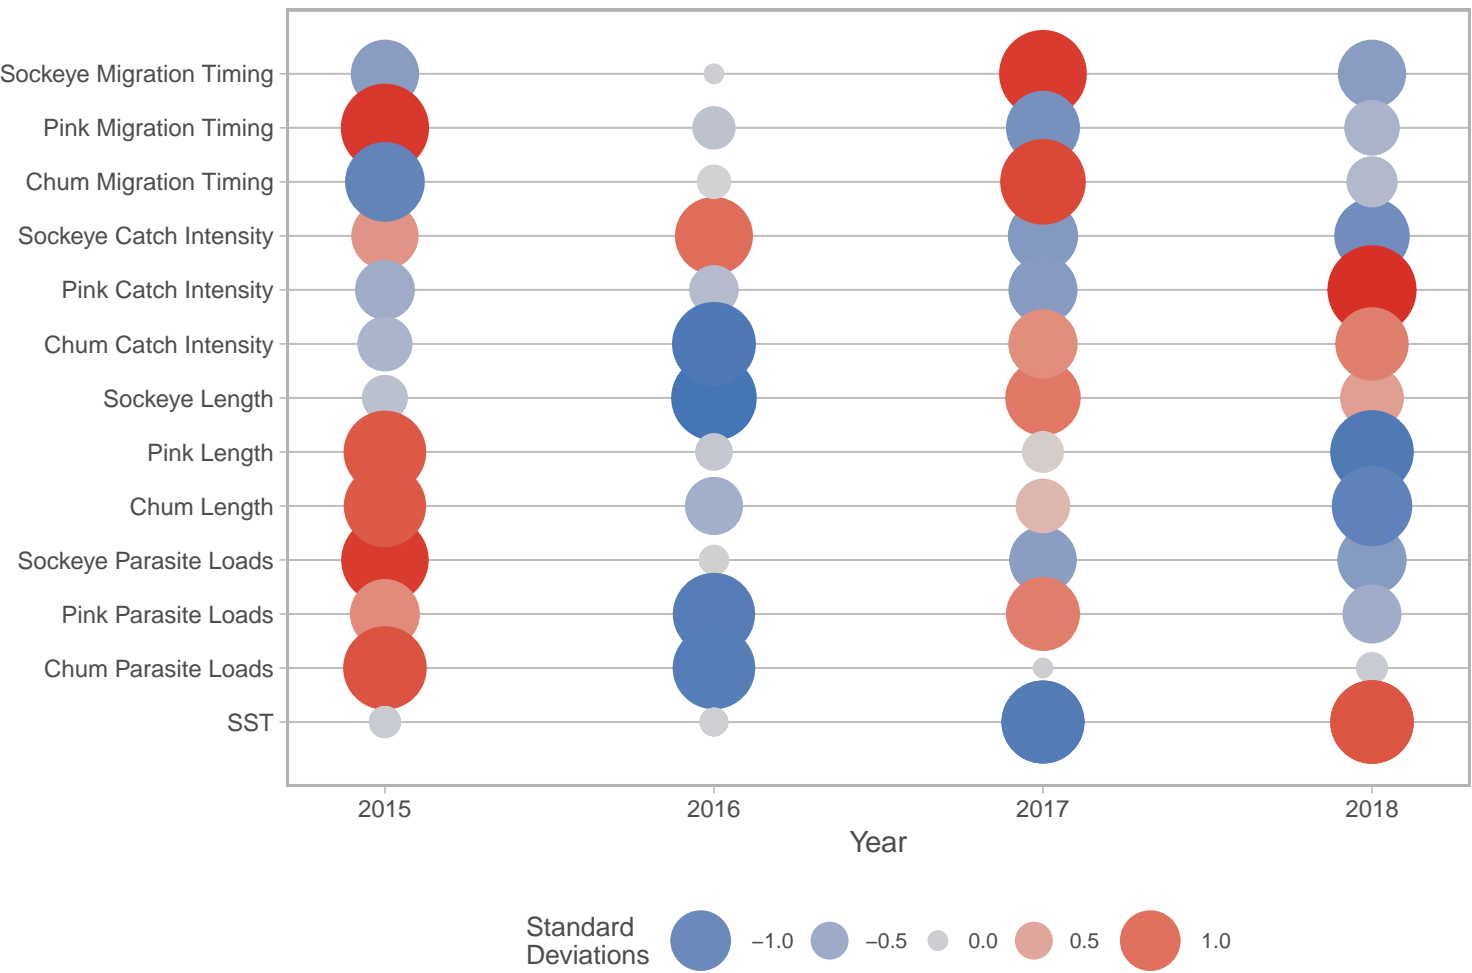 Sockeye Migration Timing
Pink Migration Timing
Chum Migration Timing
Sockeye Catch Intensity
Pink Catch Intensity
Chum Catch Intensity
Sockeye Length
Pink Length
Chum Length
Sockeye Parasite Loads
Pink Parasite Loads
Chum Parasite Loads
SST
2015 2016 2017 2018
Year
Standard
Deviations
−1.0 −0.5 0.0 0.5 1.0